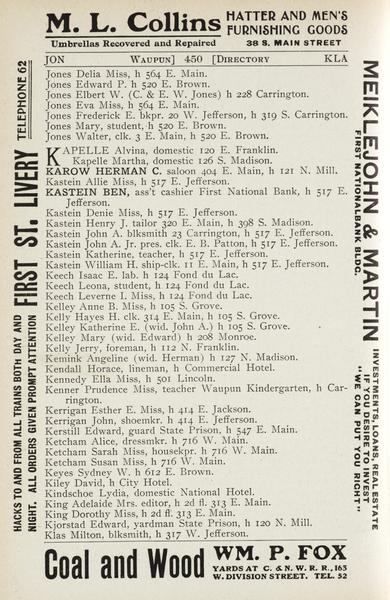 M. L. Collins HATTER AND MEN'S
FURNISHING GOODS
Umbrellas Recovered and Repaired 38 S. MAIN STREET
JON WAUPUN] 450 [DIRECTORY KLA
Jones Delia Miss, h 564 E. Main.
Jones Edward P. h 520 E. Brown.
Jones Elbert W. (C. & E. W. Jones) h 228 Carrington.
Jones Eva Miss, h 564 E. Main.
Jones Frederick E. bkpr. 20 W. Jefferson, h 319 S. Carrington.
Jones Mary, student, h 520 E. Brown.
Jones Walter, clk. 3 E. Main, h 520 E. Brown.
KAPELLE Alvina, domestic 120 E. Franklin.
Kapelle Martha, domestic 126 S. Madison.
KAROW HERMAN C. saloon 404 E. Main, h 121 N. Mill.
Kastein Allie Miss, h 517 E. Jefferson.
KASTEIN BEN, ass't cashier First National Bank, h 517 E.
Jefferson.
Kastein Denie Miss, h 517 E. Jefferson.
Kastein Henry J. tailor 320 E. Main, h 398 S. Madison.
Kastein John A. blksmith 23 Carrington, h 517 E. Jefferson.
Kastein John A. Jr. pres. clk. E. B. Patton, h 517 E. Jefferson.
Kastein Katherine, teacher, h 517 E. Jefferson.
Kastein William H. ship-clk. 11 E. Main, h 517 E. Jefferson.
Keech Isaac E. lab. h 124 Fond du Lac.
Keech Leona, student, h 124 Fond du Lac.
Keech Leverne I. Miss, h 124 Fond du Lac.
Kelley Anne B. Miss, h 105 S. Grove.
Kelly Hayes H. clk. 314 E. Main, h 105 S. Grove.
Kelley Katherine E. (wid. John A.) h 105 S. Grove.
Kelley Mary (wid. Edward) h 208 Monroe.
Kelly Jerry, foreman, h 112 N. Franklin.
Kemink Angeline (wid. Herman) h 127 N. Madison.
Kendall Horace, lineman, h Commercial Hotel.
Kennedy Ella Miss, h 501 Lincoln.
Kenner Prudence Miss, teacher Waupun Kindergarten, h Car-
rington.
Kerrigan Esther E. Miss, h 414 E. Jackson.
Kerrigan John, shoemkr. h 414 E. Jefferson.
Kerstill Edward, guard State Prison, h 547 E. Main.
Ketcham Alice, dressmkr. h 716 W. Main.
Ketcham Sarah Miss, housekpr. h 716 W. Main.
Ketcham Susan Miss, h 716 W. Main.
Keyes Sydney W. h 612 E. Brown.
Kiley David, h City Hotel.
Kindschoe Lydia, domestic National Hotel.
King Adelaide Mrs. editor, h 2d fl. 313 E. Main.
King Dorothy Miss, h 2d fl. 313 E. Main.
Kjorstad Edward, yardman State Prison, h 120 N. Mill.
Klas Milton, blksmith, h 317 W. Jefferson.
Coal and Wood WM. P. FOX
YARDS AT C. & N. W. R. R., 163
W. DIVISION STREET. TEL. 52
FIRST ST. LIVERY TELEPHONE 62
HACKS TO AND FROM ALL TRAINS BOTH DAY AND
NIGHT. ALL ORDERS GIVEN PROMPT ATTENTION
MEIKLEJOHN & MARTIN
FIRST NATIONAL BANK BLDG.
INVESTMENTS, LOANS, REAL ESTATE
IF YOU DESIRE TO INVEST
"WE CAN PUT YOU RIGHT"